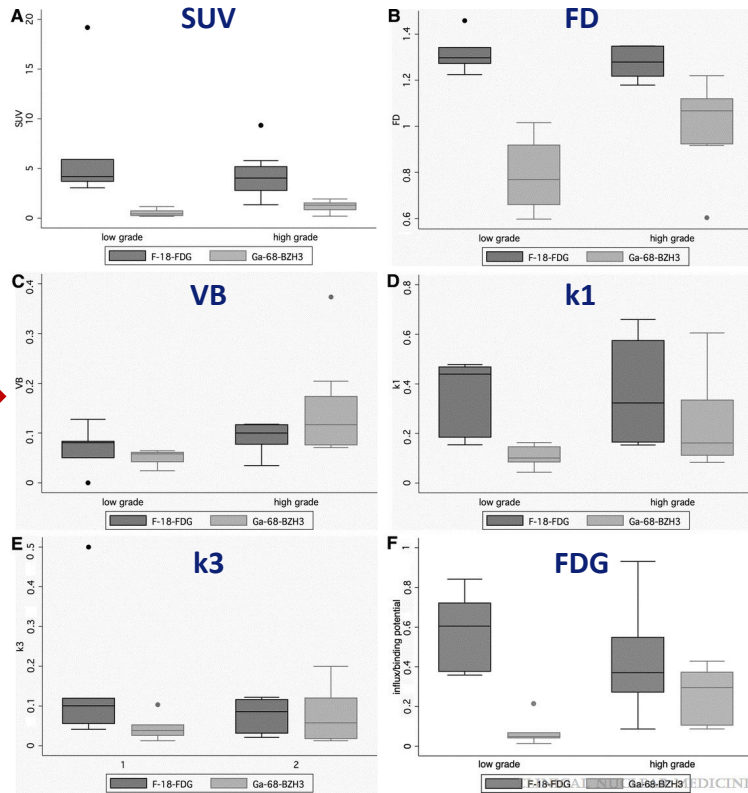 A SUV
20
15
10
5
0
SUV
low grade high grade
F-18-FDG Ga-68-BZH3
B FD
1.4
1.2
1
0.8
0.6
FD
low grade high grade
F-18-FDG Ga-68-BZH3
C VB
0.4
0.3
0.2
0.1
0
VB
low grade high grade
F-18-FDG Ga-68-BZH3
D k1
0.8
0.6
0.4
0.2
0
k1
low grade high grade
F-18-FDG Ga-68-BZH3
E k3
0.5
0.4
0.3
0.2
0.1
0
k3
1 2
F-18-FDG Ga-68-BZH3
F FDG
1
0.8
0.6
0.4
0.2
0
influx/binding potential
low grade high grade
F-18-FDG Ga-68-BZH3
CLINICAL NUCLEAR MEDICINE